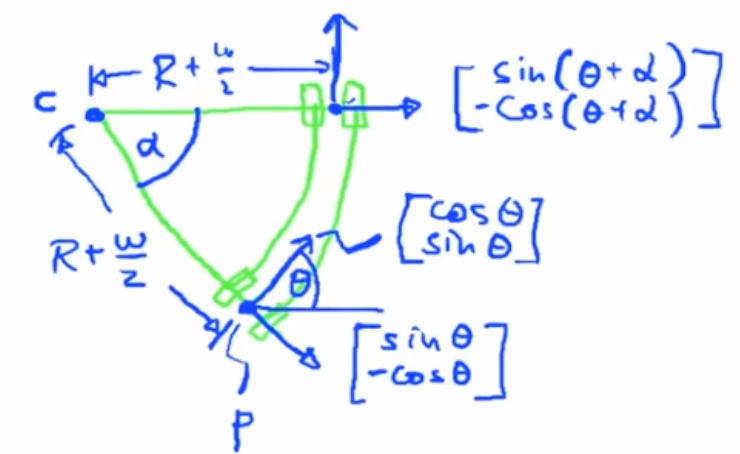 R + w/2
C
[ sin(θ+α)
-cos(θ+α) ]
α
R + w/2
[ cos θ
sin θ ]
θ
[ sin θ
-cos θ ]
P